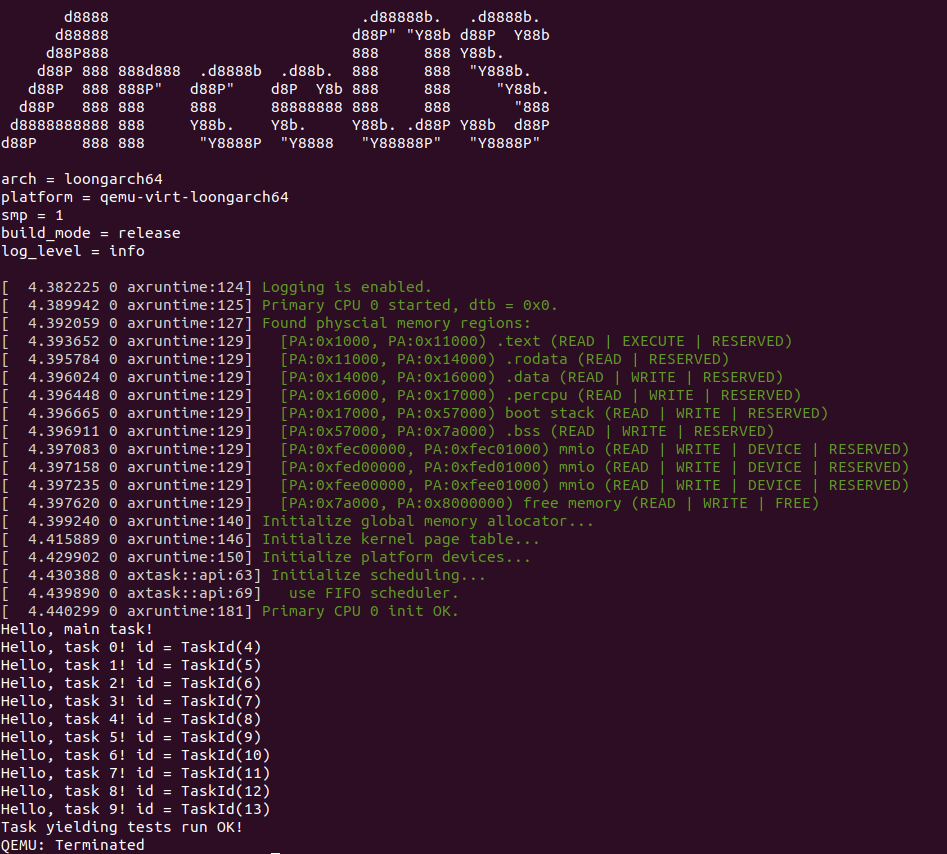 d8888                            .d88888b.   .d8888b.
      d88888                           d88P" "Y88b d88P  Y88b
     d88P888                           888     888 Y88b.
    d88P 888 888d888  .d8888b  .d88b.  888     888  "Y888b.
   d88P  888 888P"   d88P"    d8P  Y8b 888     888     "Y88b.
  d88P   888 888     888      88888888 888     888       "888
 d8888888888 888     Y88b.    Y8b.     Y88b. .d88P Y88b  d88P
d88P     888 888      "Y8888P  "Y8888   "Y88888P"   "Y8888P"
arch = loongarch64
platform = qemu-virt-loongarch64
smp = 1
build_mode = release
log_level = info
[  4.382225 0 axruntime:124] Logging is enabled.
[  4.389942 0 axruntime:125] Primary CPU 0 started, dtb = 0x0.
[  4.392059 0 axruntime:127] Found physcial memory regions:
[  4.393652 0 axruntime:129]   [PA:0x1000, PA:0x11000) .text (READ | EXECUTE | RESERVED)
[  4.395784 0 axruntime:129]   [PA:0x11000, PA:0x14000) .rodata (READ | RESERVED)
[  4.396024 0 axruntime:129]   [PA:0x14000, PA:0x16000) .data (READ | WRITE | RESERVED)
[  4.396448 0 axruntime:129]   [PA:0x16000, PA:0x17000) .percpu (READ | WRITE | RESERVED)
[  4.396665 0 axruntime:129]   [PA:0x17000, PA:0x57000) boot stack (READ | WRITE | RESERVED)
[  4.396911 0 axruntime:129]   [PA:0x57000, PA:0x7a000) .bss (READ | WRITE | RESERVED)
[  4.397083 0 axruntime:129]   [PA:0xfec00000, PA:0xfec01000) mmio (READ | WRITE | DEVICE | RESERVED)
[  4.397158 0 axruntime:129]   [PA:0xfed00000, PA:0xfed01000) mmio (READ | WRITE | DEVICE | RESERVED)
[  4.397235 0 axruntime:129]   [PA:0xfee00000, PA:0xfee01000) mmio (READ | WRITE | DEVICE | RESERVED)
[  4.397620 0 axruntime:129]   [PA:0x7a000, PA:0x8000000) free memory (READ | WRITE | FREE)
[  4.399240 0 axruntime:140] Initialize global memory allocator...
[  4.415889 0 axruntime:146] Initialize kernel page table...
[  4.429902 0 axruntime:150] Initialize platform devices...
[  4.430388 0 axtask::api:63] Initialize scheduling...
[  4.439890 0 axtask::api:69]   use FIFO scheduler.
[  4.440299 0 axruntime:181] Primary CPU 0 init OK.
Hello, main task!
Hello, task 0! id = TaskId(4)
Hello, task 1! id = TaskId(5)
Hello, task 2! id = TaskId(6)
Hello, task 3! id = TaskId(7)
Hello, task 4! id = TaskId(8)
Hello, task 5! id = TaskId(9)
Hello, task 6! id = TaskId(10)
Hello, task 7! id = TaskId(11)
Hello, task 8! id = TaskId(12)
Hello, task 9! id = TaskId(13)
Task yielding tests run OK!
QEMU: Terminated